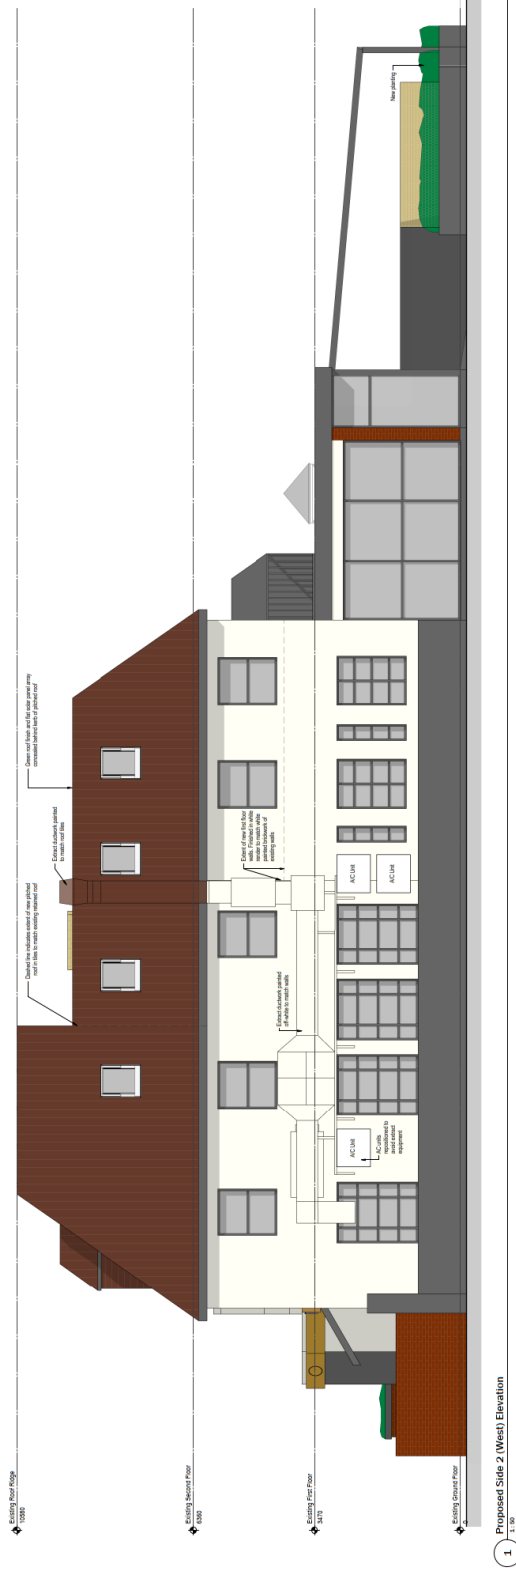 Existing Roof Ridge
10580
Existing Second Floor
6360
Existing First Floor
3470
Existing Ground Floor
0
Dashed line indicates extent of new pitched
roof in tiles to match existing retained roof
Extract ductwork painted
to match roof tiles
Green roof finish and flat solar panel array
concealed behind kerb of pitched roof
Extent of new first floor
walls. Finished in white
render to match white
painted brickwork of
existing walls
Extract ductwork painted
off-white to match walls
A/C Unit
AC units
repositioned to
avoid extract
equipment
A/C Unit
A/C Unit
New planting
1
Proposed Side 2 (West) Elevation
1:50